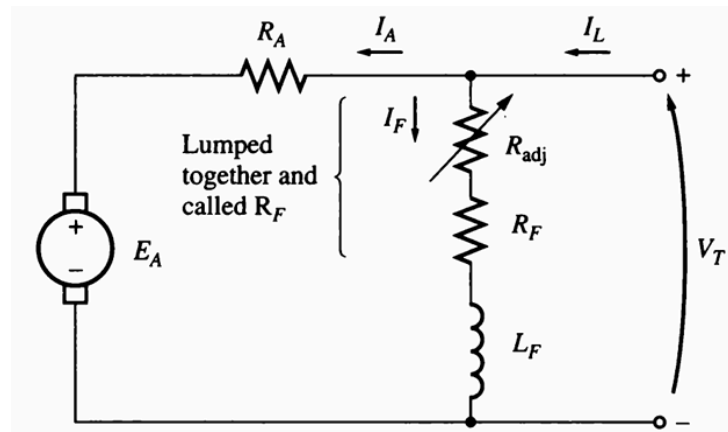 R_A
I_A
I_L
+
I_F
R_adj
Lumped
together and
called R_F
R_F
+
−
E_A
V_T
L_F
−